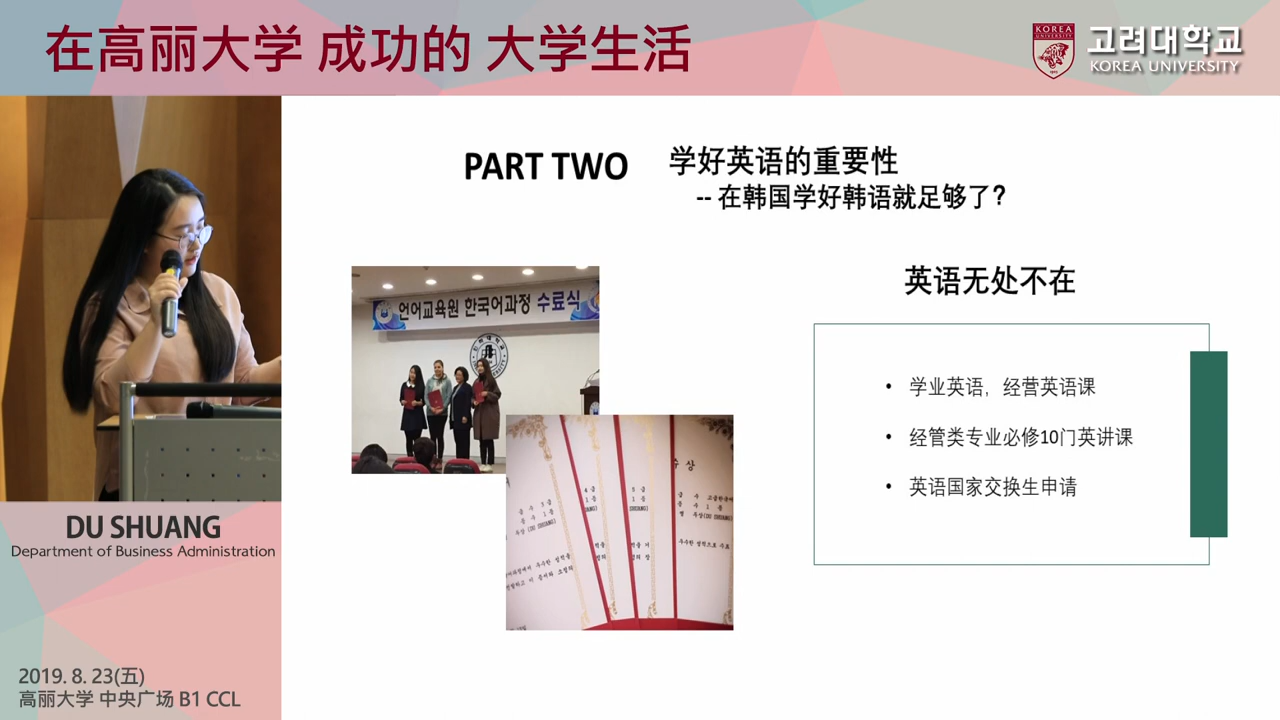 在高丽大学 成功的 大学生活
KOREA
UNIVERSITY
고려대학교
KOREA UNIVERSITY
PART TWO
学好英语的重要性
-- 在韩国学好韩语就足够了?
英语无处不在
언어교육원 한국어과정 수료식
• 学业英语，经营英语课
• 经管类专业必修10门英讲课
• 英语国家交换生申请
수 상
DU SHUANG
Department of Business Administration
2019. 8. 23(五)
高丽大学 中央广场 B1 CCL